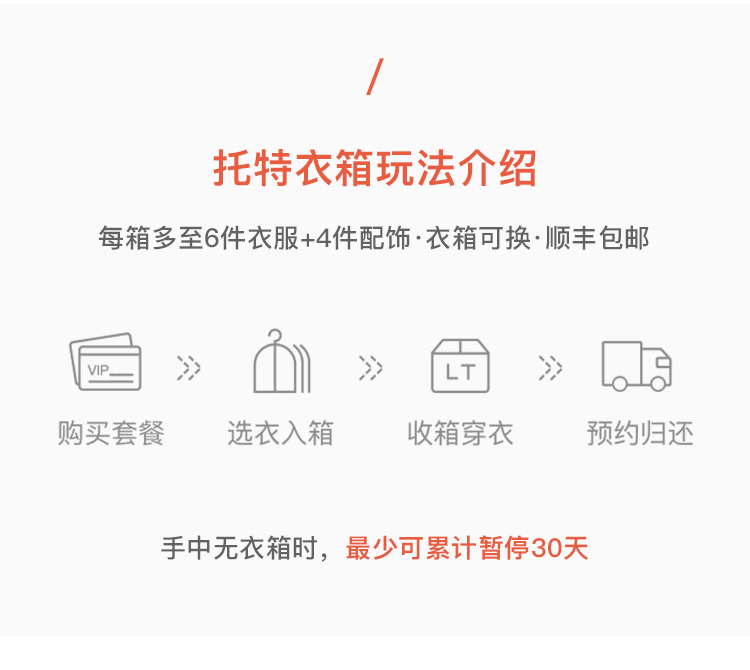 /
托特衣箱玩法介绍
每箱多至6件衣服+4件配饰·衣箱可换·顺丰包邮
VIP
LT
购买套餐 选衣入箱 收箱穿衣 预约归还
手中无衣箱时，最少可累计暂停30天